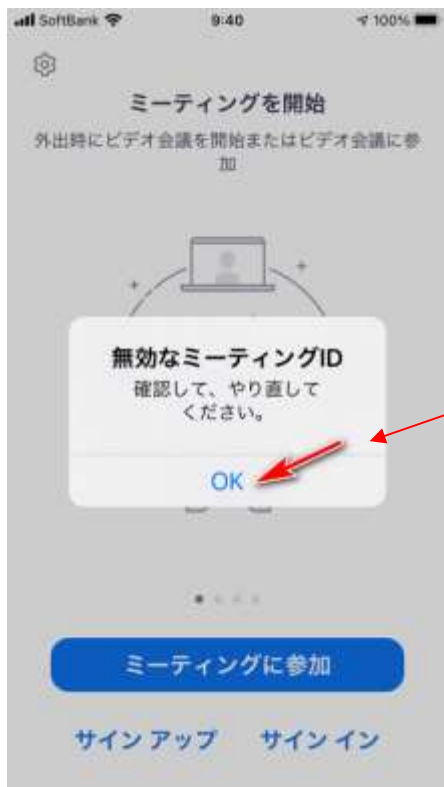 SoftBank 9:40 100%
ミーティングを開始
外出時にビデオ会議を開始またはビデオ会議に参
加
無効なミーティングID
確認して、やり直して
ください。
OK
ミーティングに参加
サイン アップ サイン イン